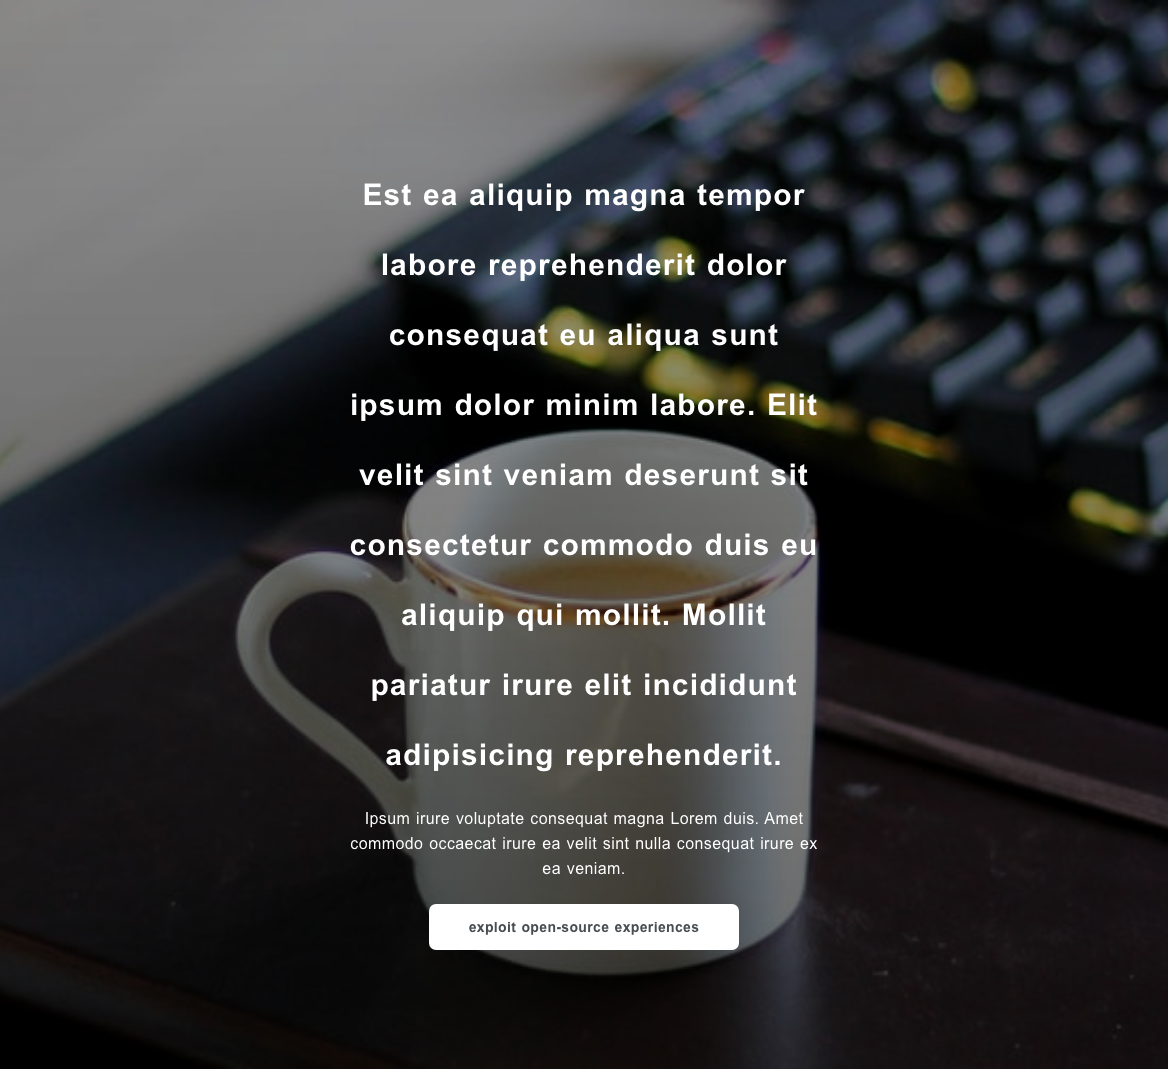 Est ea aliquip magna tempor
labore reprehenderit dolor
consequat eu aliqua sunt
ipsum dolor minim labore. Elit
velit sint veniam deserunt sit
consectetur commodo duis eu
aliquip qui mollit. Mollit
pariatur irure elit incididunt
adipisicing reprehenderit.
Ipsum irure voluptate consequat magna Lorem duis. Amet
commodo occaecat irure ea velit sint nulla consequat irure ex
ea veniam.
exploit open-source experiences